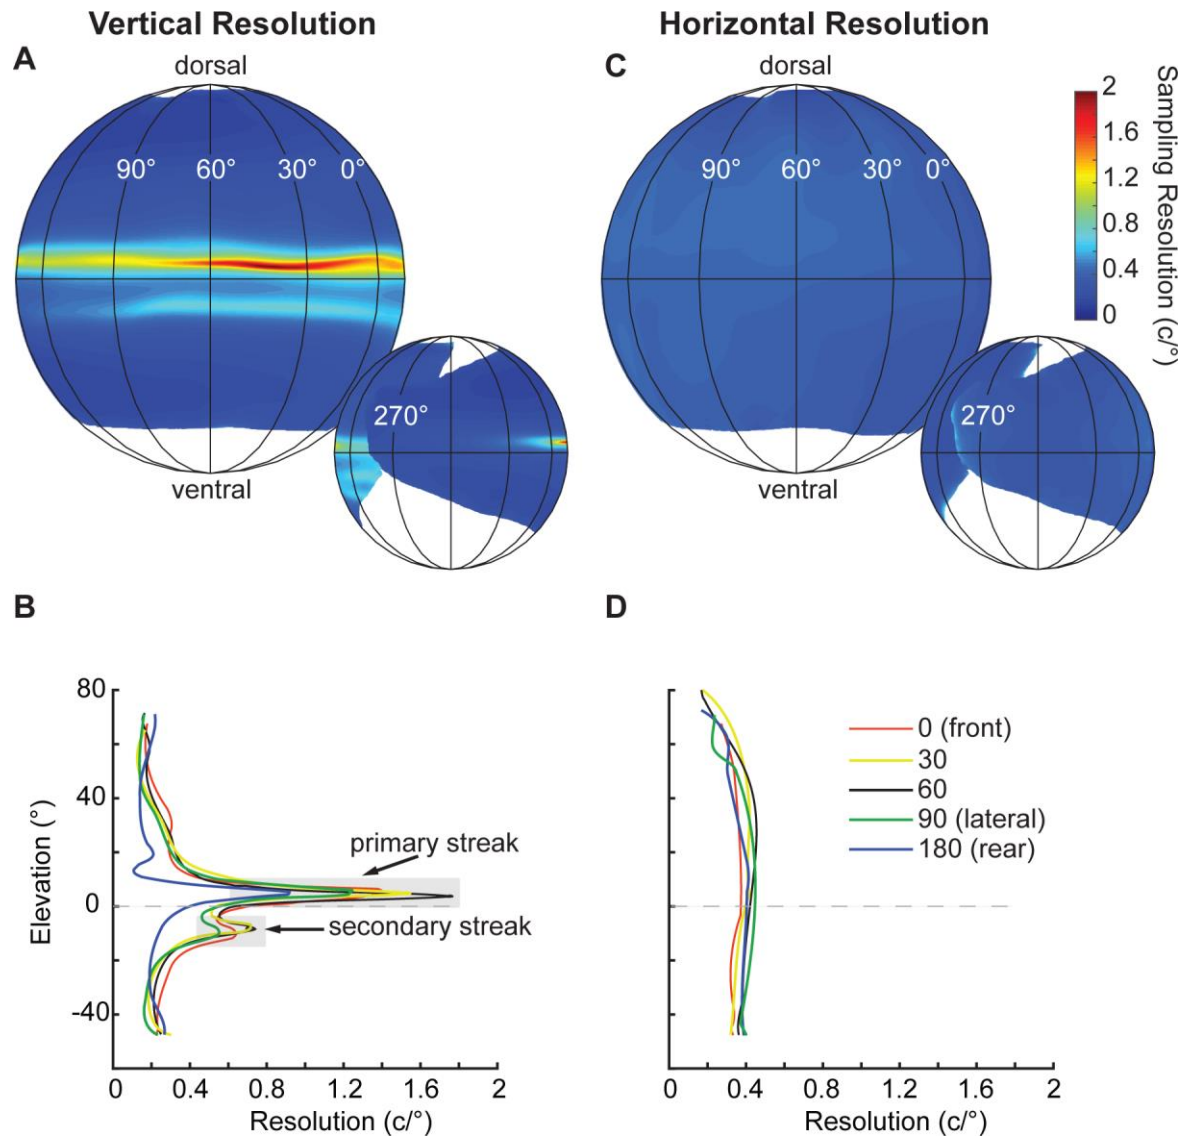 Vertical Resolution
Horizontal Resolution
A
dorsal
90° 60° 30° 0°
270°
ventral
C
dorsal
90° 60° 30° 0°
270°
ventral
2
1.6
1.2
0.8
0.4
0
Sampling Resolution (c/°)
B
80
40
0
-40
Elevation (°)
primary streak
secondary streak
0 0.4 0.8 1.2 1.6 2
Resolution (c/°)
D
0 (front)
30
60
90 (lateral)
180 (rear)
0 0.4 0.8 1.2 1.6 2
Resolution (c/°)